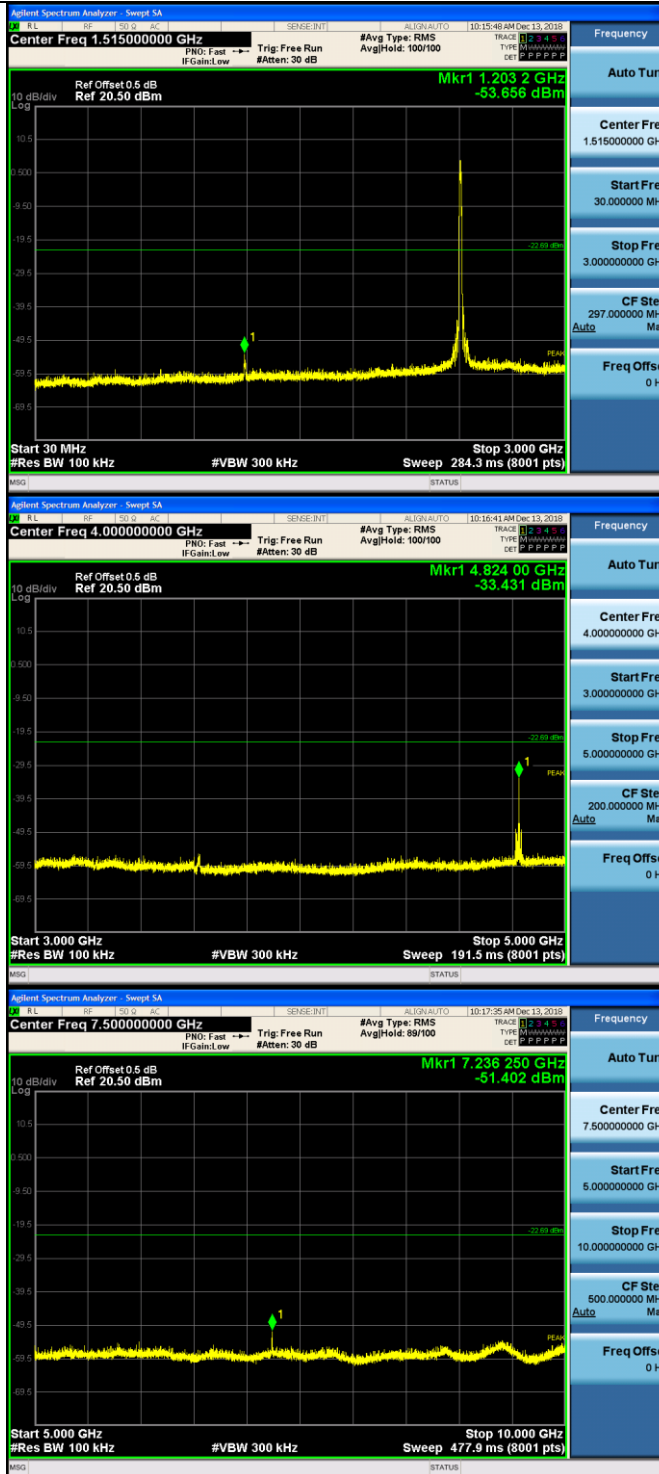 Agilent Spectrum Analyzer - Swept SA
RL RF 50 Ω AC SENSE:INT ALIGNAUTO 10:15:48 AM Dec 13, 2018
Center Freq 1.515000000 GHz
PNO: Fast
IFGain:Low
Trig: Free Run
#Atten: 30 dB
#Avg Type: RMS
Avg|Hold: 100/100
TRACE 1 2 3 4 5 6
TYPE M
DET P P P P P P
Frequency
Mkr1 1.203 2 GHz
-53.656 dBm
Ref Offset 0.5 dB
10 dB/div Ref 20.50 dBm
Log
10.5
0.500
-9.50
-19.5
-22.69 dBm
-29.5
-39.5
-49.5
1
PEAK
-59.5
-69.5
Start 30 MHz Stop 3.000 GHz
#Res BW 100 kHz #VBW 300 kHz Sweep 284.3 ms (8001 pts)
MSG STATUS
Auto Tun
Center Fre
1.515000000 GH
Start Fre
30.000000 MH
Stop Fre
3.000000000 GH
CF Ste
297.000000 MH
Auto Ma
Freq Offs
0 H
Agilent Spectrum Analyzer - Swept SA
RL RF 50 Ω AC SENSE:INT ALIGNAUTO 10:16:41 AM Dec 13, 2018
Center Freq 4.000000000 GHz
PNO: Fast
IFGain:Low
Trig: Free Run
#Atten: 30 dB
#Avg Type: RMS
Avg|Hold: 100/100
TRACE 1 2 3 4 5 6
TYPE M
DET P P P P P P
Frequency
Mkr1 4.824 00 GHz
-33.431 dBm
Ref Offset 0.5 dB
10 dB/div Ref 20.50 dBm
Log
10.5
0.500
-9.50
-19.5
-22.69 dBm
-29.5
1
PEAK
-39.5
-49.5
-59.5
-69.5
Start 3.000 GHz Stop 5.000 GHz
#Res BW 100 kHz #VBW 300 kHz Sweep 191.5 ms (8001 pts)
MSG STATUS
Auto Tun
Center Fre
4.000000000 GH
Start Fre
3.000000000 GH
Stop Fre
5.000000000 GH
CF Ste
200.000000 MH
Auto Ma
Freq Offs
0 H
Agilent Spectrum Analyzer - Swept SA
RL RF 50 Ω AC SENSE:INT ALIGNAUTO 10:17:35 AM Dec 13, 2018
Center Freq 7.500000000 GHz
PNO: Fast
IFGain:Low
Trig: Free Run
#Atten: 30 dB
#Avg Type: RMS
Avg|Hold: 89/100
TRACE 1 2 3 4 5 6
TYPE M
DET P P P P P P
Frequency
Mkr1 7.236 250 GHz
-51.402 dBm
Ref Offset 0.5 dB
10 dB/div Ref 20.50 dBm
Log
10.5
0.500
-9.50
-19.5
-22.69 dBm
-29.5
-39.5
1
-49.5
PEAK
-59.5
-69.5
Start 5.000 GHz Stop 10.000 GHz
#Res BW 100 kHz #VBW 300 kHz Sweep 477.9 ms (8001 pts)
MSG STATUS
Auto Tun
Center Fre
7.500000000 GH
Start Fre
5.000000000 GH
Stop Fre
10.000000000 GH
CF Ste
500.000000 MH
Auto Ma
Freq Offs
0 H